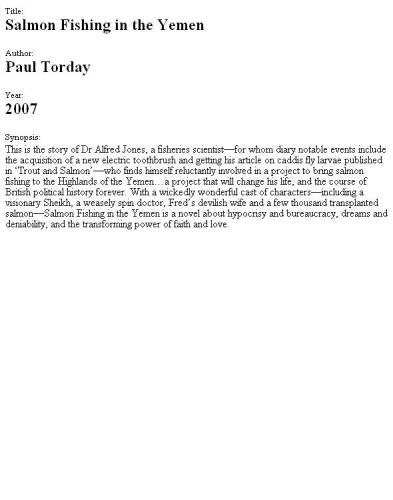 Title:
Salmon Fishing in the Yemen
Author:
Paul Torday
Year:
2007
Synopsis:
This is the story of Dr Alfred Jones, a fisheries scientist—for whom diary notable events include
the acquisition of a new electric toothbrush and getting his article on caddis fly larvae published
in ‘Trout and Salmon’—who finds himself reluctantly involved in a project to bring salmon
fishing to the Highlands of the Yemen…a project that will change his life, and the course of
British political history forever. With a wickedly wonderful cast of characters—including a
visionary Sheikh, a weasely spin doctor, Fred’s devilish wife and a few thousand transplanted
salmon—Salmon Fishing in the Yemen is a novel about hypocrisy and bureaucracy, dreams and
deniability, and the transforming power of faith and love.